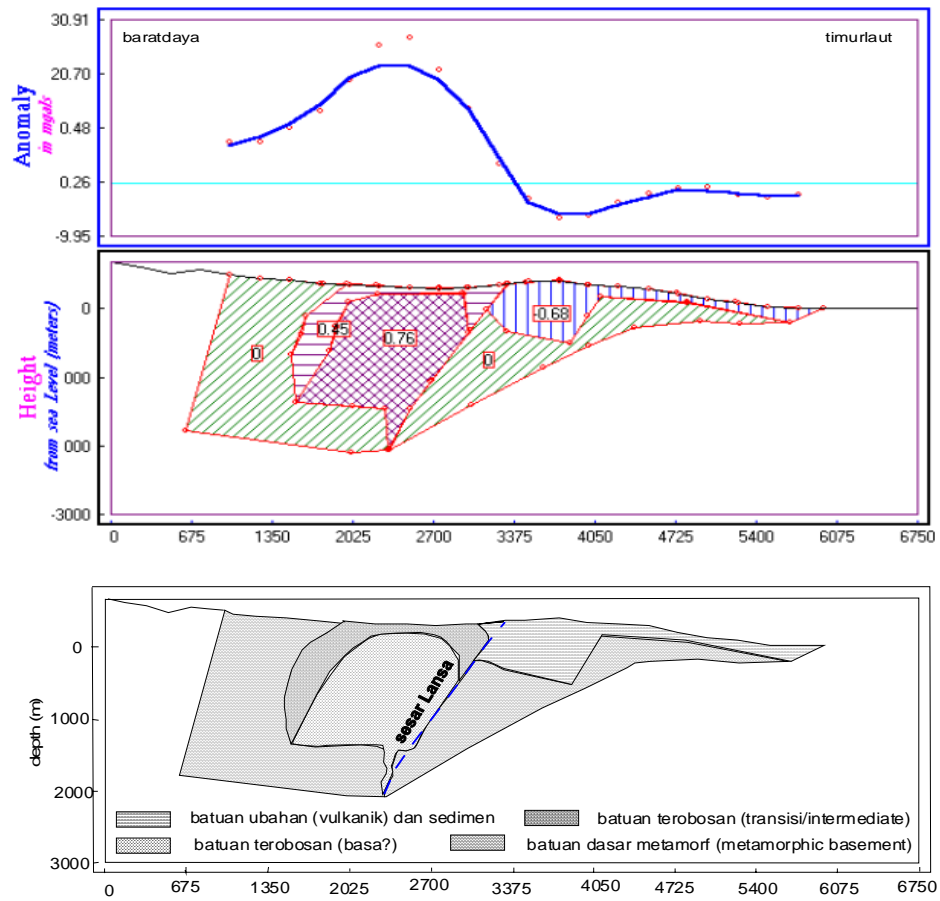 30.91
baratdaya
timurlaut
20.70
0.48
0.26
-9.95
Anomaly
in mgals
0
0.45
0.76
0
-0.68
0
000
000
-3000
Height
from sea Level (meters)
0 675 1350 2025 2700 3375 4050 4725 5400 6075 6750
0
1000
2000
3000
depth (m)
sesar Lansa
batuan ubahan (vulkanik) dan sedimen
batuan terobosan (transisi/intermediate)
batuan terobosan (basa?)
batuan dasar metamorf (metamorphic basement)
0 675 1350 2025 2700 3375 4050 4725 5400 6075 6750